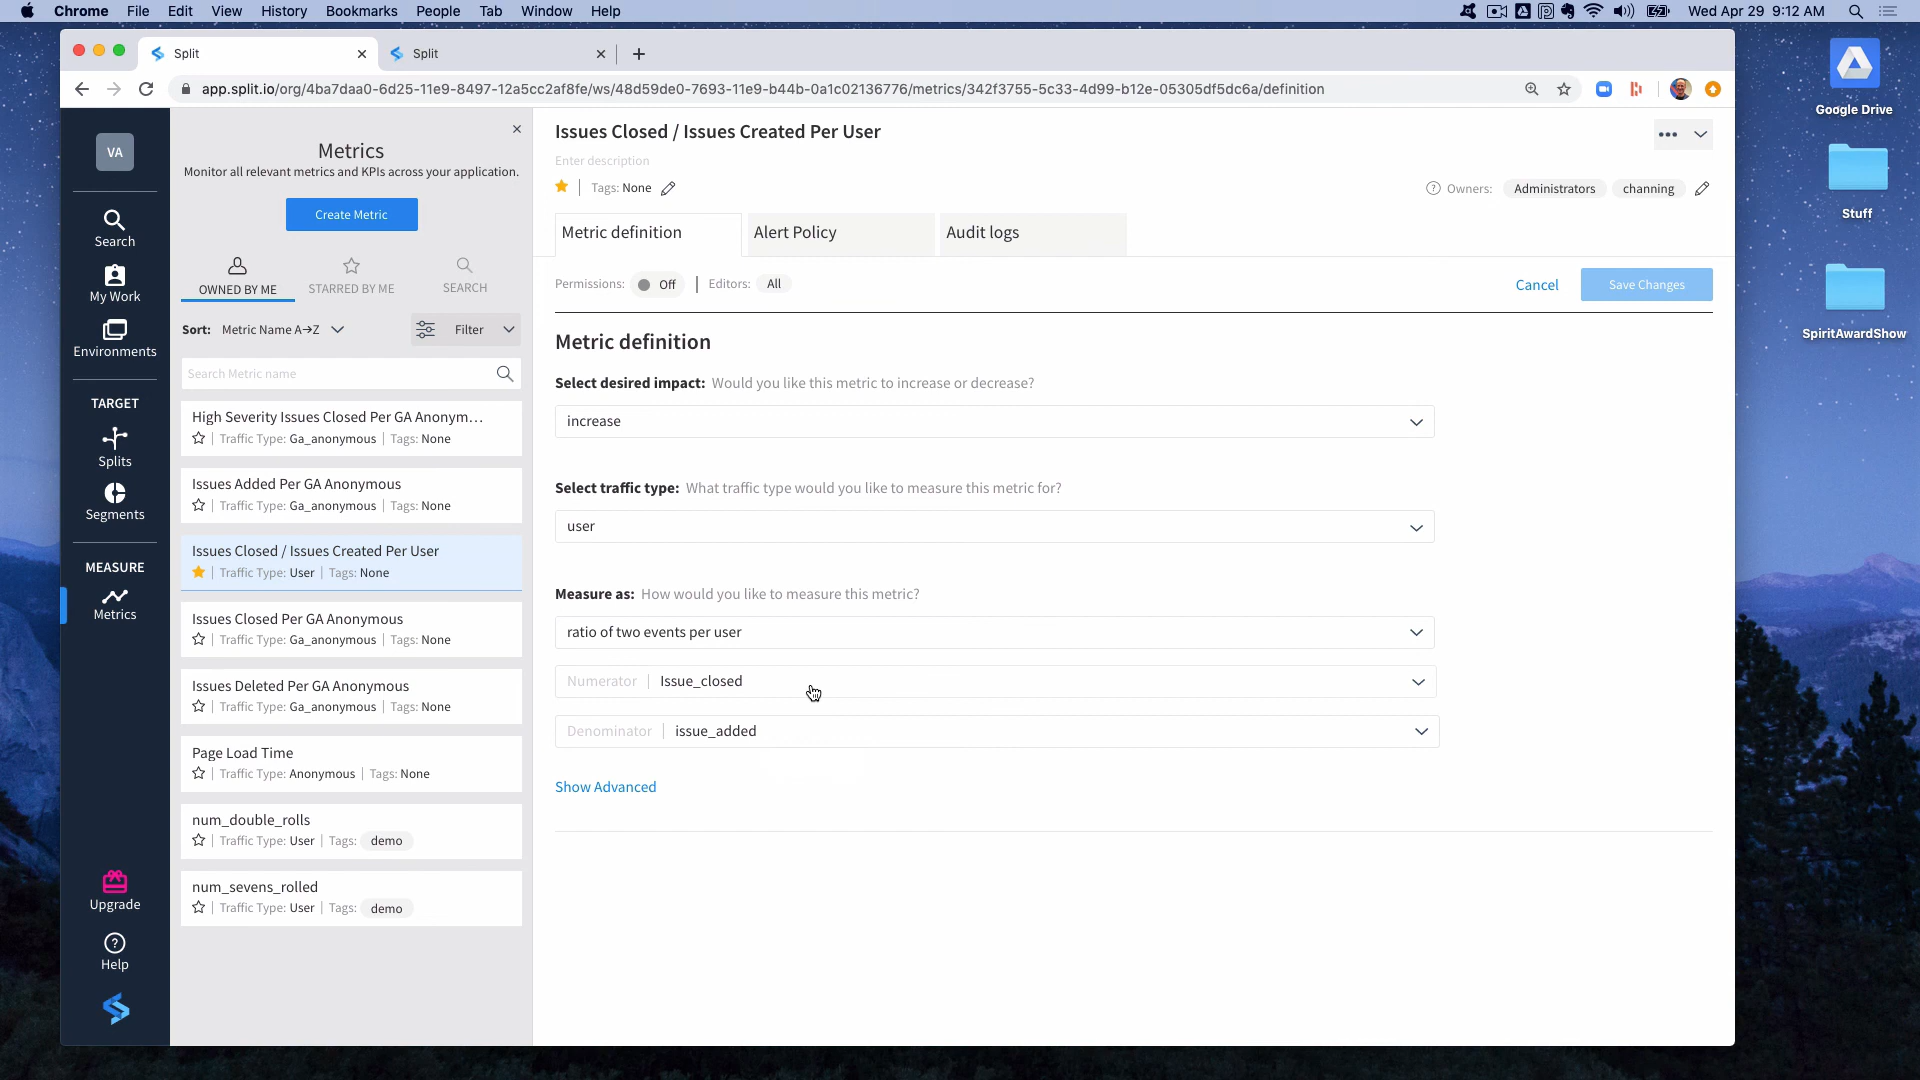 Chrome File Edit View History Bookmarks People Tab Window Help
Wed Apr 29 9:12 AM
Split
Split
app.split.io/org/4ba7daa0-6d25-11e9-8497-12a5cc2af8fe/ws/48d59de0-7693-11e9-b44b-0a1c02136776/metrics/342f3755-5c33-4d99-b12e-05305df5dc6a/definition
Google Drive
Stuff
SpiritAwardShow
VA
Search
My Work
Environments
TARGET
Splits
Segments
MEASURE
Metrics
Upgrade
Help
Metrics
Monitor all relevant metrics and KPIs across your application.
Create Metric
OWNED BY ME
STARRED BY ME
SEARCH
Sort: Metric Name A→Z
Filter
Search Metric name
High Severity Issues Closed Per GA Anonym...
Traffic Type: Ga_anonymous | Tags: None
Issues Added Per GA Anonymous
Traffic Type: Ga_anonymous | Tags: None
Issues Closed / Issues Created Per User
Traffic Type: User | Tags: None
Issues Closed Per GA Anonymous
Traffic Type: Ga_anonymous | Tags: None
Issues Deleted Per GA Anonymous
Traffic Type: Ga_anonymous | Tags: None
Page Load Time
Traffic Type: Anonymous | Tags: None
num_double_rolls
Traffic Type: User | Tags: demo
num_sevens_rolled
Traffic Type: User | Tags: demo
Issues Closed / Issues Created Per User
Enter description
Tags: None
Owners: Administrators channing
Metric definition
Alert Policy
Audit logs
Permissions: Off | Editors: All
Cancel
Save Changes
Metric definition
Select desired impact: Would you like this metric to increase or decrease?
increase
Select traffic type: What traffic type would you like to measure this metric for?
user
Measure as: How would you like to measure this metric?
ratio of two events per user
Numerator | Issue_closed
Denominator | issue_added
Show Advanced